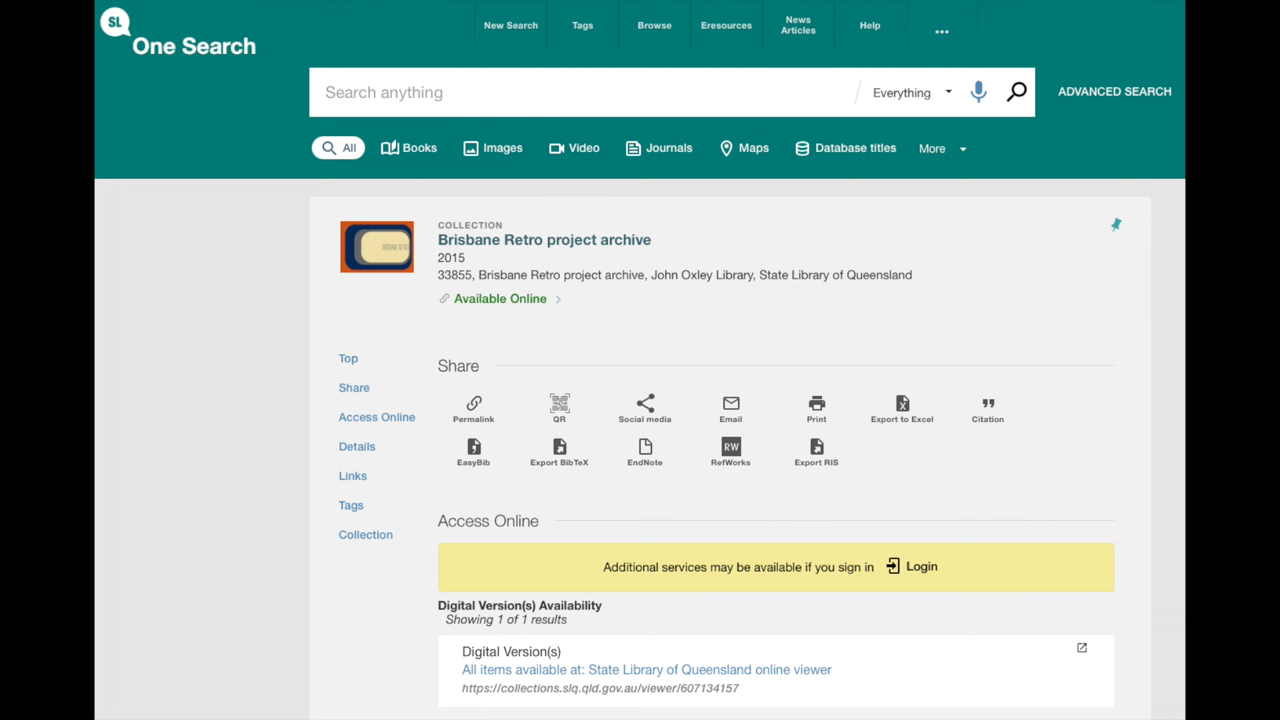 SL
One Search
New Search
Tags
Browse
Eresources
News
Articles
Help
Search anything
Everything
ADVANCED SEARCH
All
Books
Images
Video
Journals
Maps
Database titles
More
COLLECTION
Brisbane Retro project archive
2015
33855, Brisbane Retro project archive, John Oxley Library, State Library of Queensland
Available Online
BRISBANE RETRO
Top
Share
Access Online
Details
Links
Tags
Collection
Share
Permalink
QR
Social media
Email
Print
Export to Excel
Citation
EasyBib
Export BibTeX
EndNote
RW
RefWorks
Export RIS
Access Online
Additional services may be available if you sign in
Login
Digital Version(s) Availability
Showing 1 of 1 results
Digital Version(s)
All items available at: State Library of Queensland online viewer
https://collections.slq.qld.gov.au/viewer/607134157